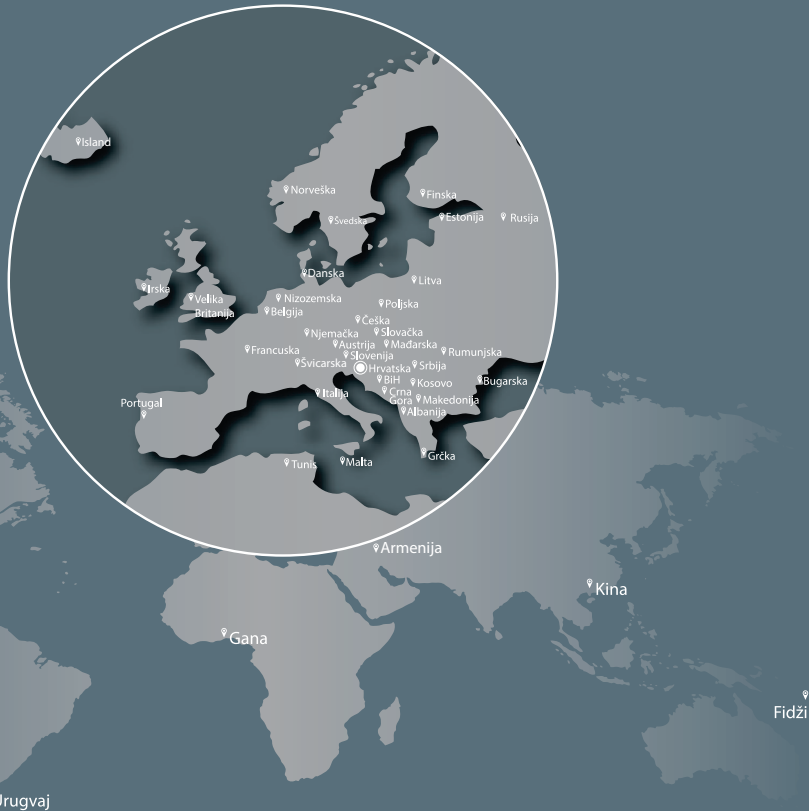 Island
Norveška
Finska
Švedska
Estonija
Rusija
Danska
Litva
Irska
Velika
Britanija
Nizozemska
Poljska
Belgija
Češka
Njemačka
Slovačka
Austrija
Mađarska
Francuska
Slovenija
Rumunjska
Švicarska
Hrvatska
Srbija
BiH
Kosovo
Bugarska
Italija
Crna
Gora
Makedonija
Portugal
Albanija
Grčka
Tunis
Malta
Armenija
Kina
Gana
Fidži
Urugvaj